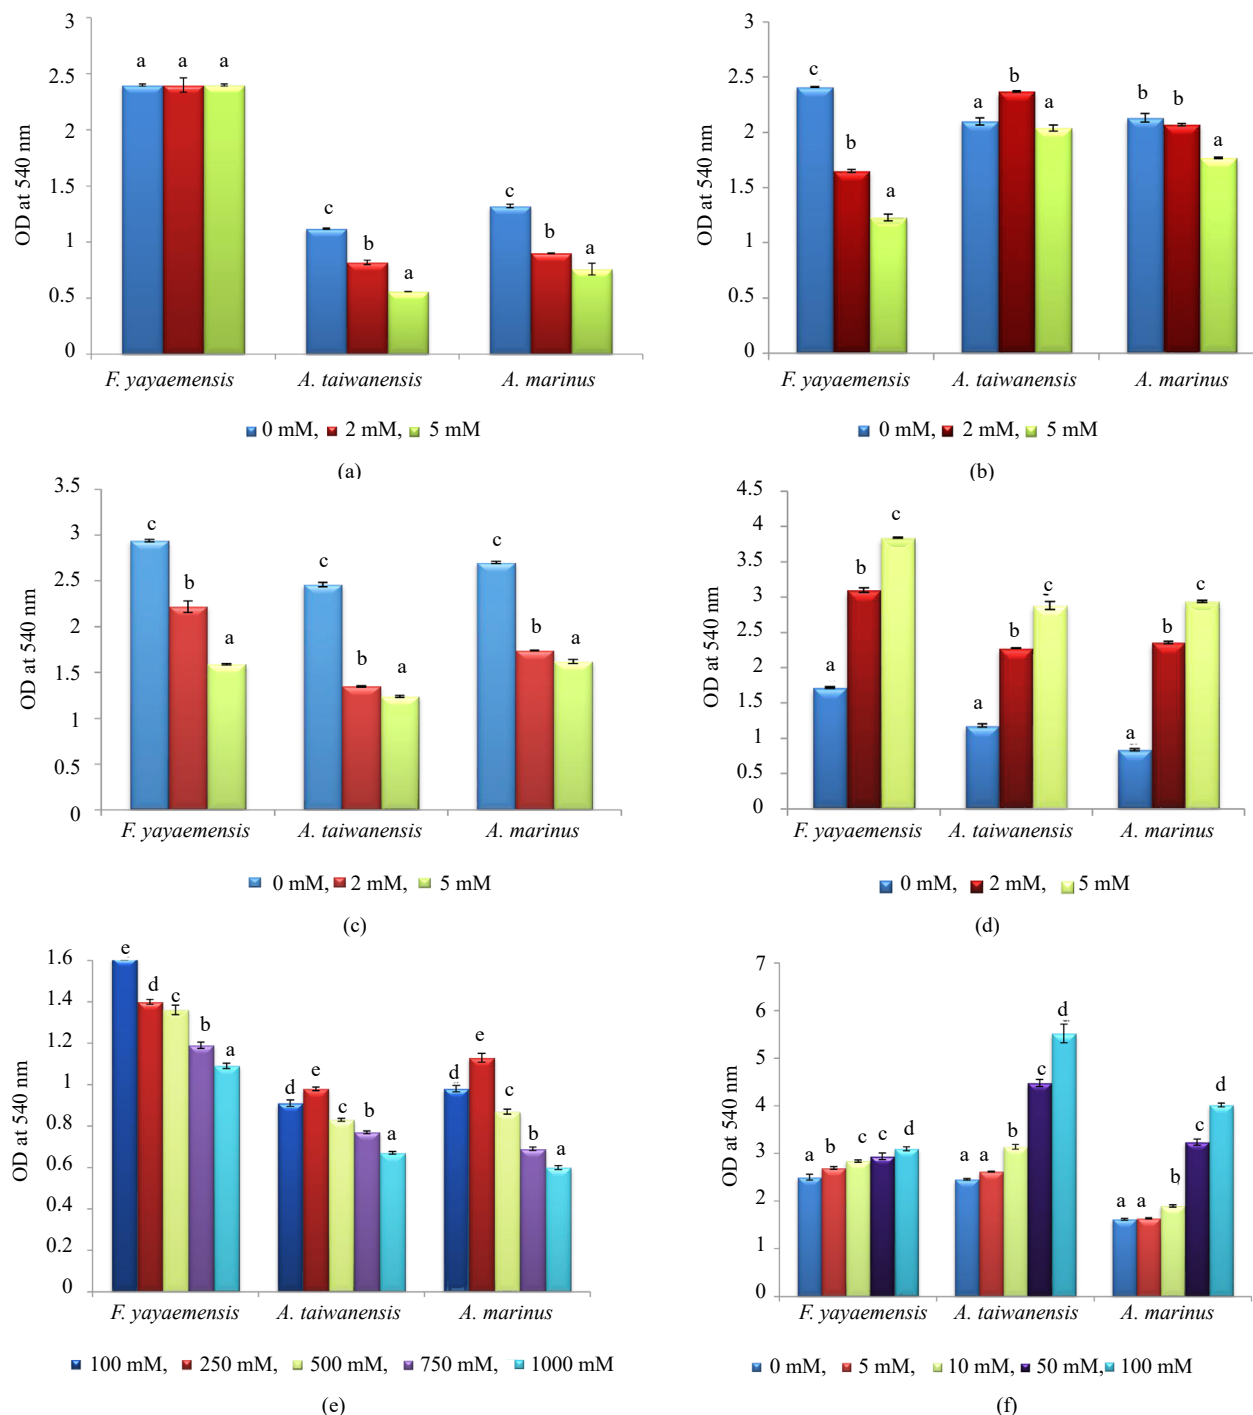 3
2.5
2
1.5
1
0.5
0
OD at 540 nm
a a a
c b a
c b a
F. yayaemensis A. taiwanensis A. marinus
0 mM, 2 mM, 5 mM
(a)
3
2.5
2
1.5
1
0.5
0
OD at 540 nm
c b a
a b a
b b a
F. yayaemensis A. taiwanensis A. marinus
0 mM, 2 mM, 5 mM
(b)
3.5
3
2.5
2
1.5
1
0.5
0
OD at 540 nm
c b a
c b a
c b a
F. yayaemensis A. taiwanensis A. marinus
0 mM, 2 mM, 5 mM
(c)
4.5
4
3.5
3
2.5
2
1.5
1
0.5
0
OD at 540 nm
a b c
a b c
a b c
F. yayaemensis A. taiwanensis A. marinus
0 mM, 2 mM, 5 mM
(d)
1.6
1.4
1.2
1
0.8
0.6
0.4
0.2
0
OD at 540 nm
e d c b a
d e c b a
d e c b a
F. yayaemensis A. taiwanensis A. marinus
100 mM, 250 mM, 500 mM, 750 mM, 1000 mM
(e)
7
6
5
4
3
2
1
0
OD at 540 nm
a b c c d
a a b c d
a a b c d
F. yayaemensis A. taiwanensis A. marinus
0 mM, 5 mM, 10 mM, 50 mM, 100 mM
(f)